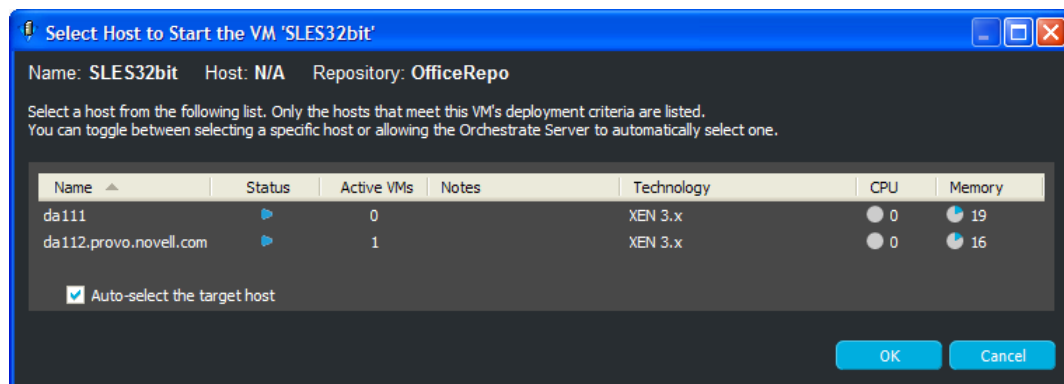 Select Host to Start the VM 'SLES32bit'
Name: SLES32bit Host: N/A Repository: OfficeRepo
Select a host from the following list. Only the hosts that meet this VM's deployment criteria are listed.
You can toggle between selecting a specific host or allowing the Orchestrate Server to automatically select one.
Name Status Active VMs Notes Technology CPU Memory
da111 0 XEN 3.x 0 19
da112.provo.novell.com 1 XEN 3.x 0 16
Auto-select the target host
OK Cancel